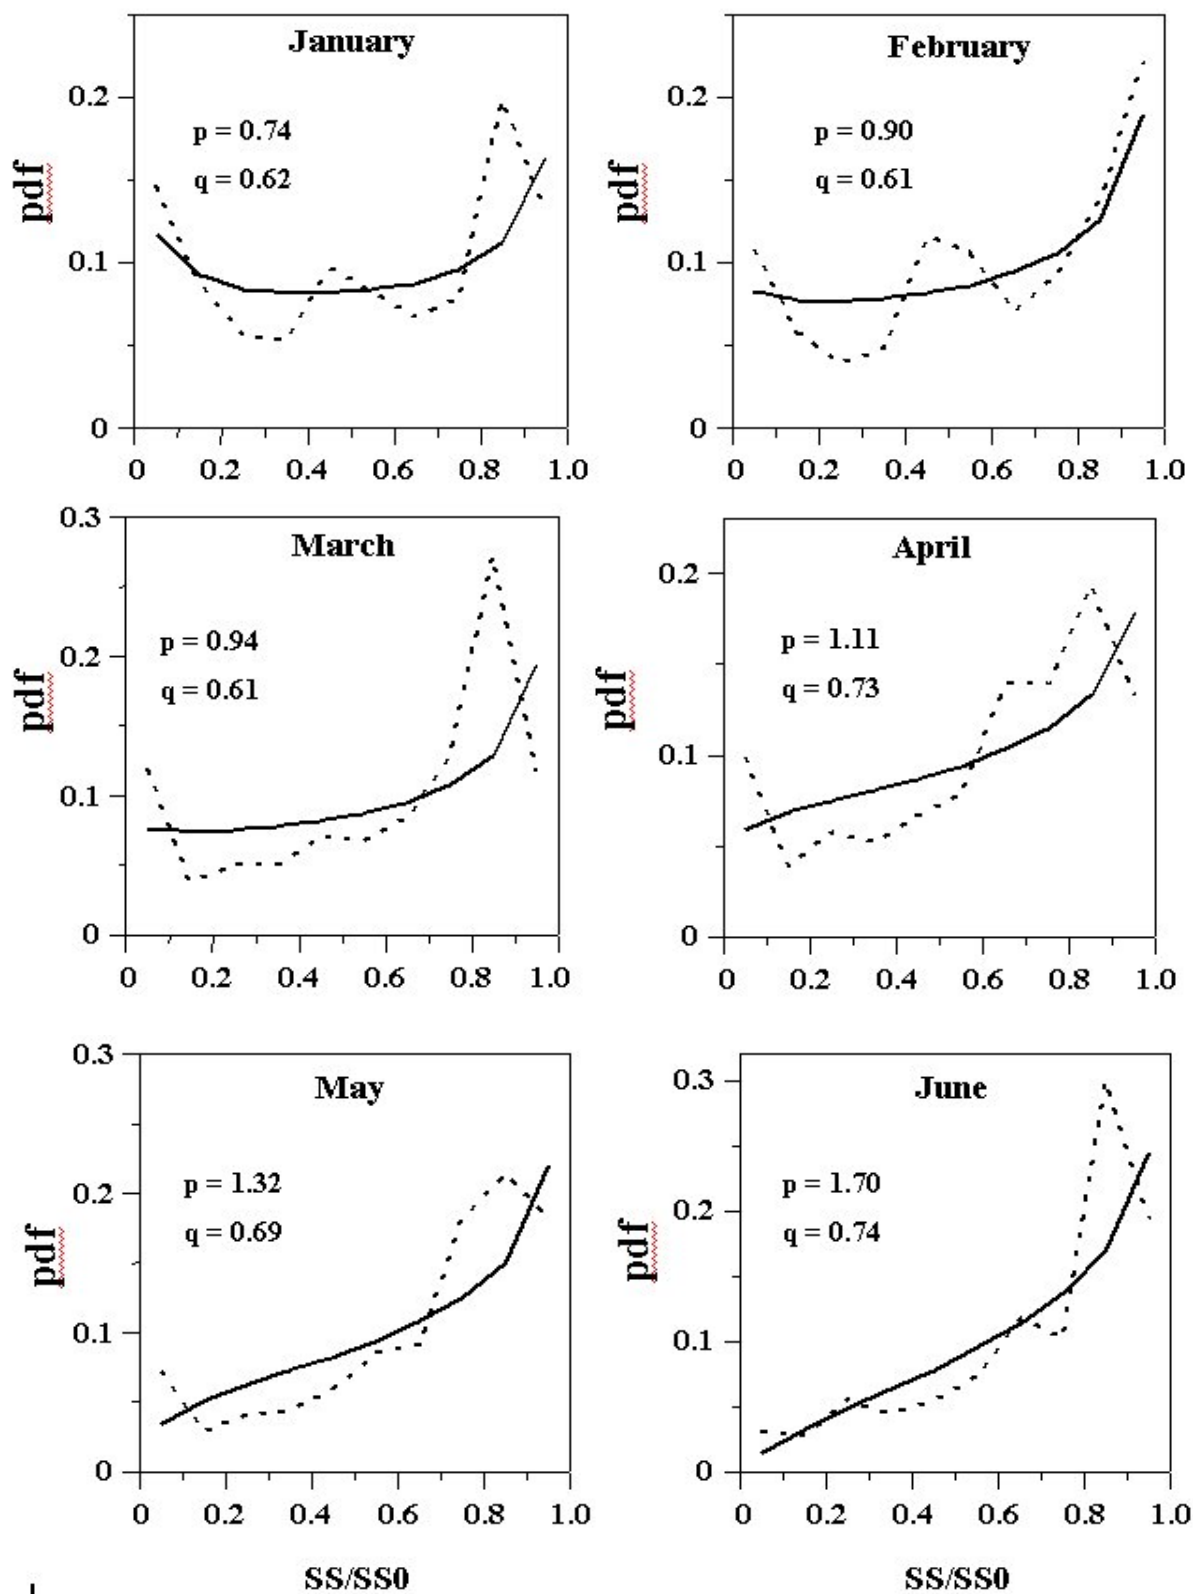 January
0.2
p = 0.74
q = 0.62
pdf
0.1
0
0 0.2 0.4 0.6 0.8 1.0
February
0.2
p = 0.90
q = 0.61
pdf
0.1
0
0 0.2 0.4 0.6 0.8 1.0
0.3
March
p = 0.94
0.2
q = 0.61
pdf
0.1
0
0 0.2 0.4 0.6 0.8 1.0
April
0.2
p = 1.11
q = 0.73
pdf
0.1
0
0 0.2 0.4 0.6 0.8 1.0
0.3
May
p = 1.32
0.2
q = 0.69
pdf
0.1
0
0 0.2 0.4 0.6 0.8 1.0
SS/SS0
0.3
June
p = 1.70
0.2
q = 0.74
pdf
0.1
0
0 0.2 0.4 0.6 0.8 1.0
SS/SS0